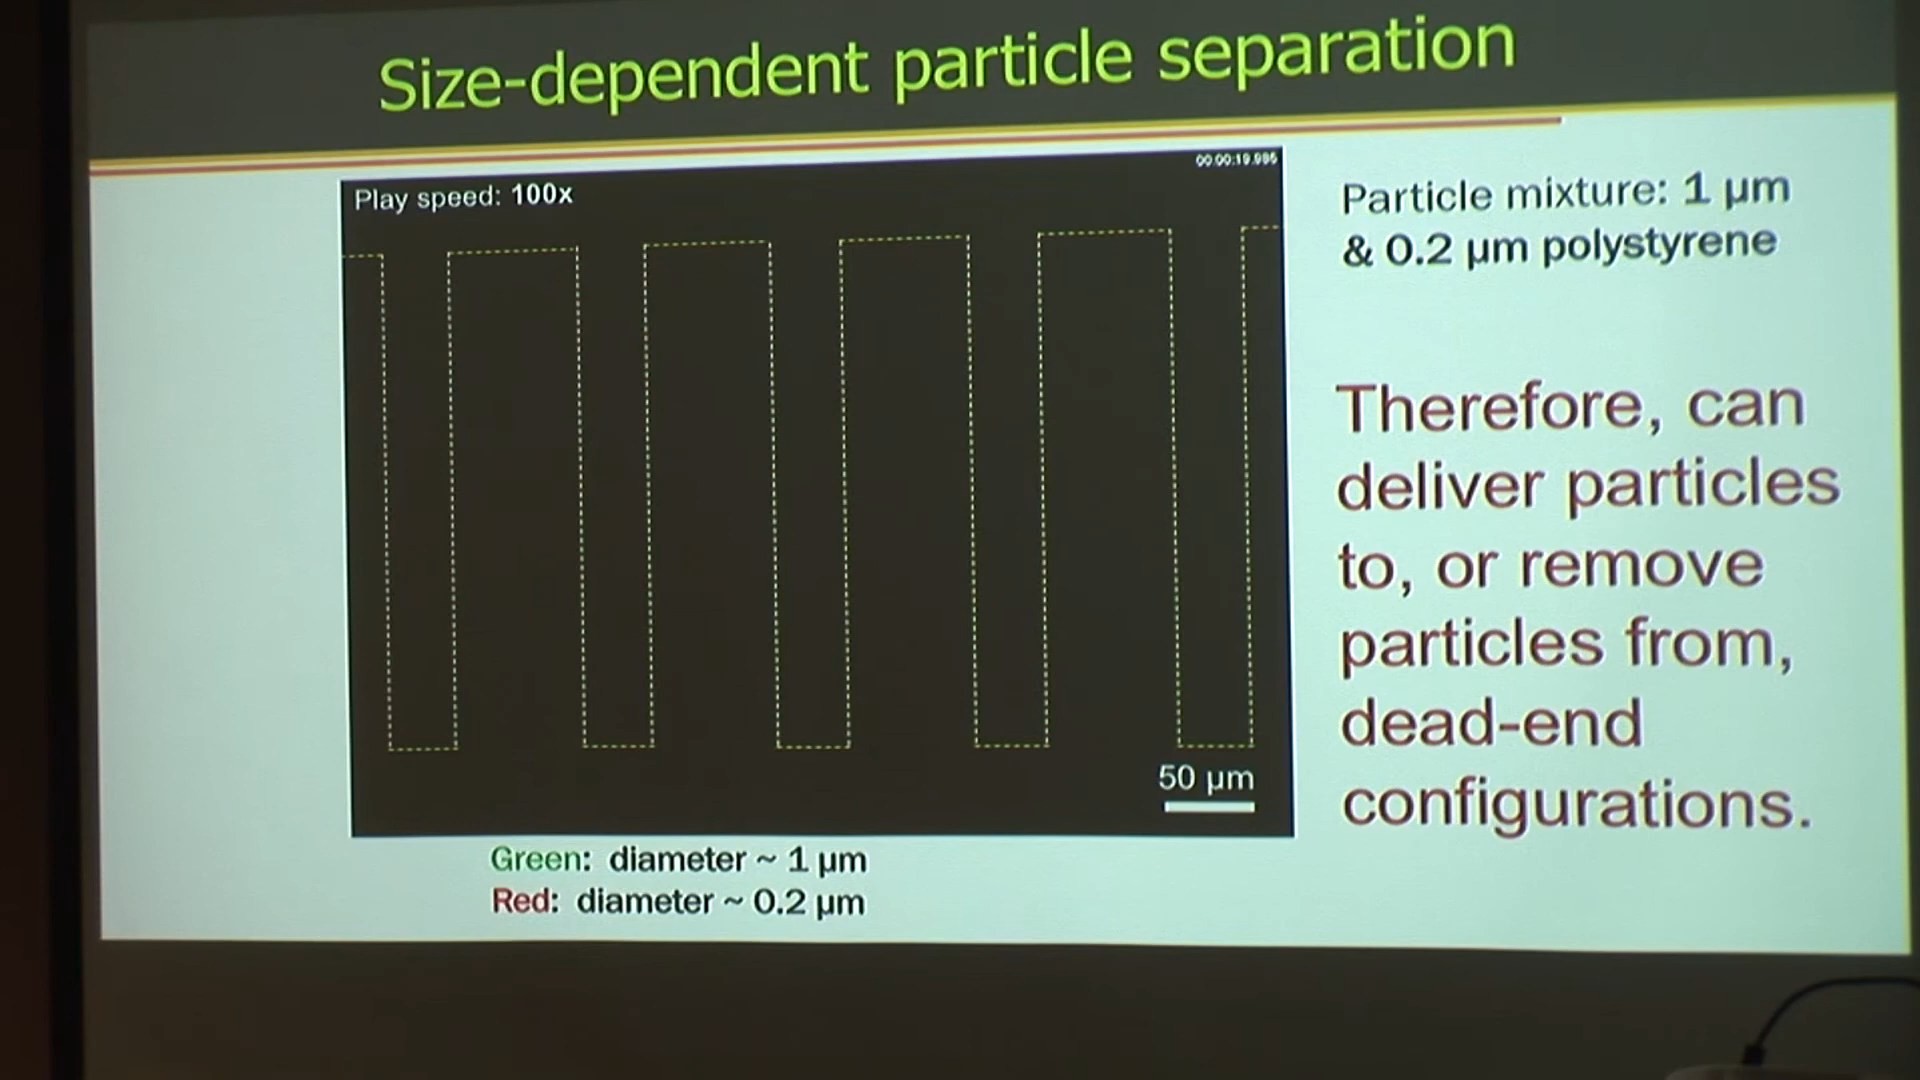 Size-dependent particle separation
00:00:19.986
Play speed: 100x
Particle mixture: 1 µm
& 0.2 µm polystyrene
Therefore, can
deliver particles
to, or remove
particles from,
dead-end
configurations.
50 µm
Green: diameter ~ 1 µm
Red: diameter ~ 0.2 µm